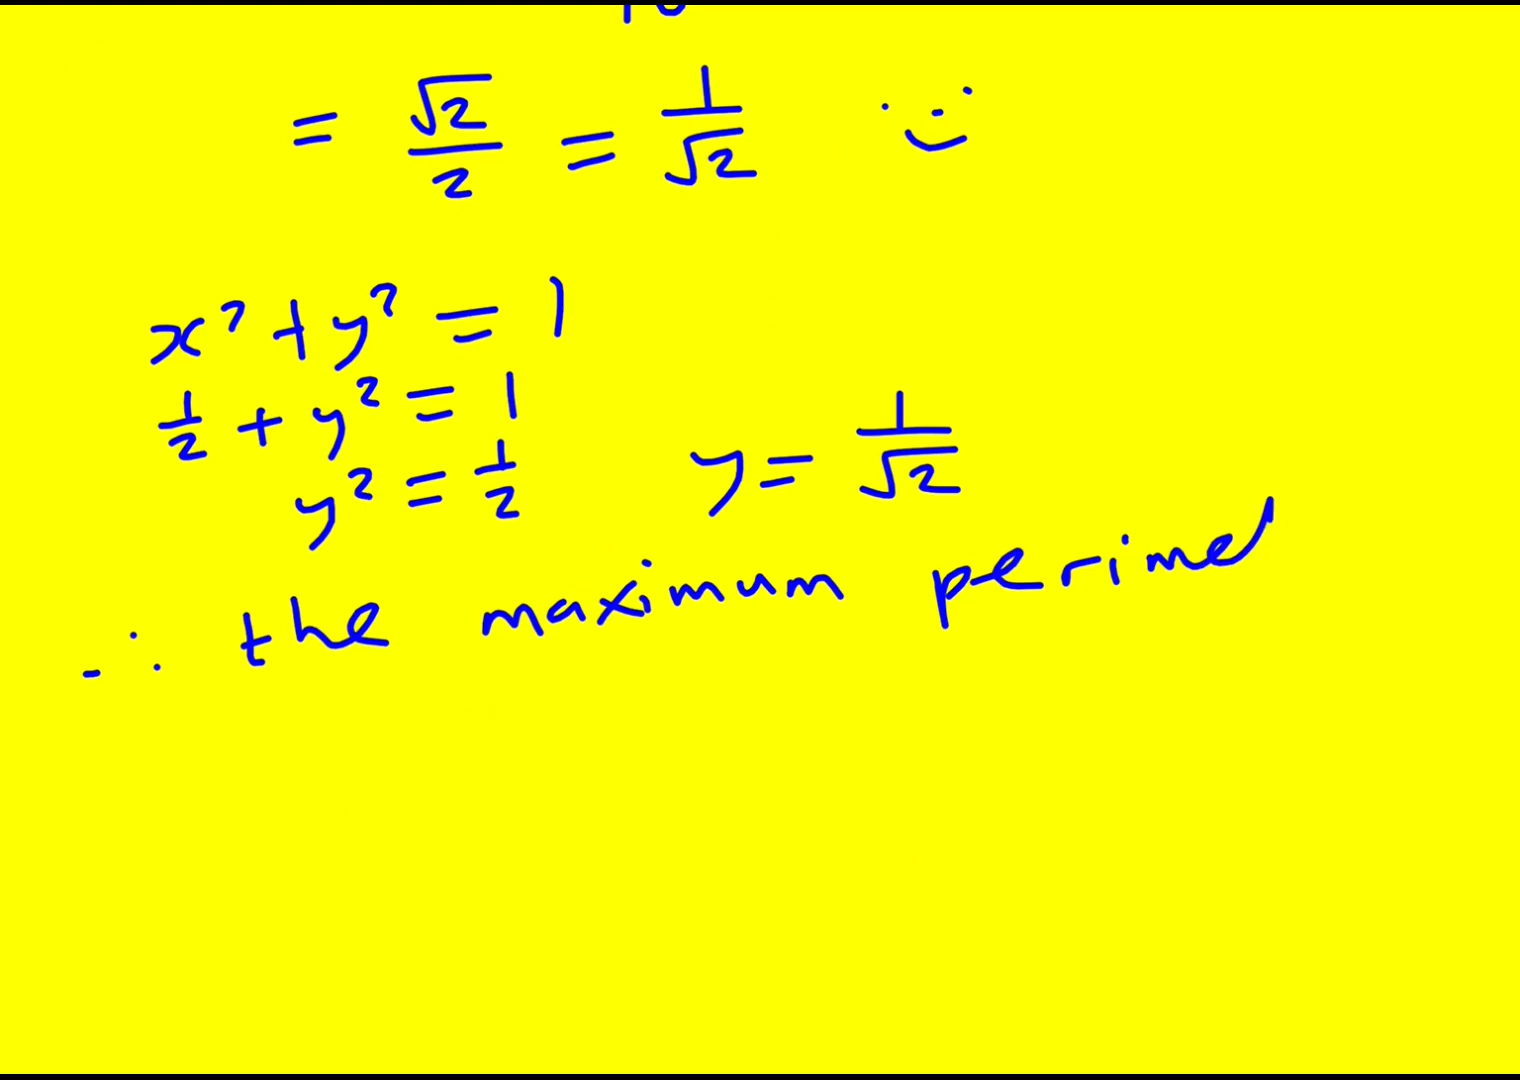 = √2/2 = 1/√2
x² + y² = 1
1/2 + y² = 1
y² = 1/2 y = 1/√2
∴ the maximum perime